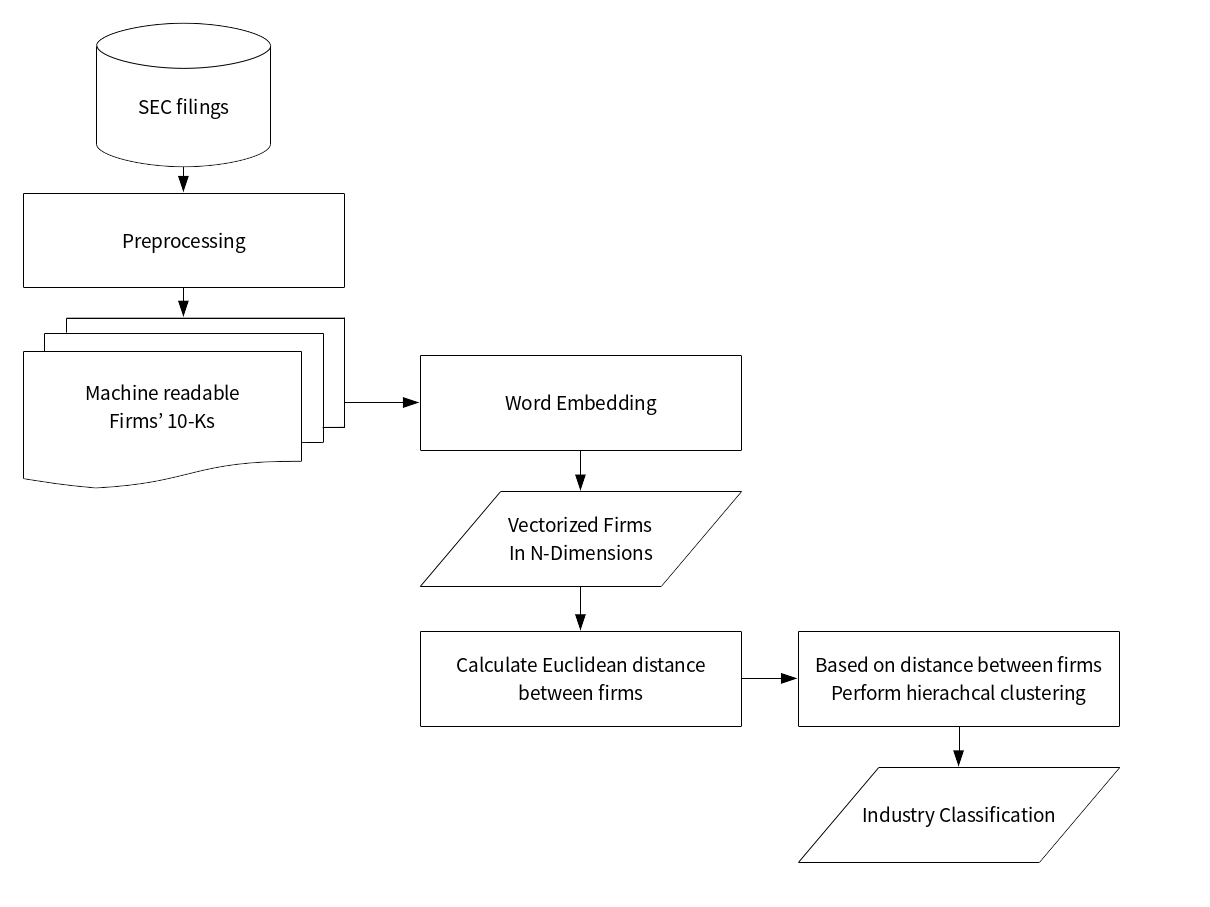 SEC filings
Preprocessing
Machine readable
Firms’ 10-Ks
Word Embedding
Vectorized Firms
In N-Dimensions
Calculate Euclidean distance
between firms
Based on distance between firms
Perform hierachcal clustering
Industry Classification